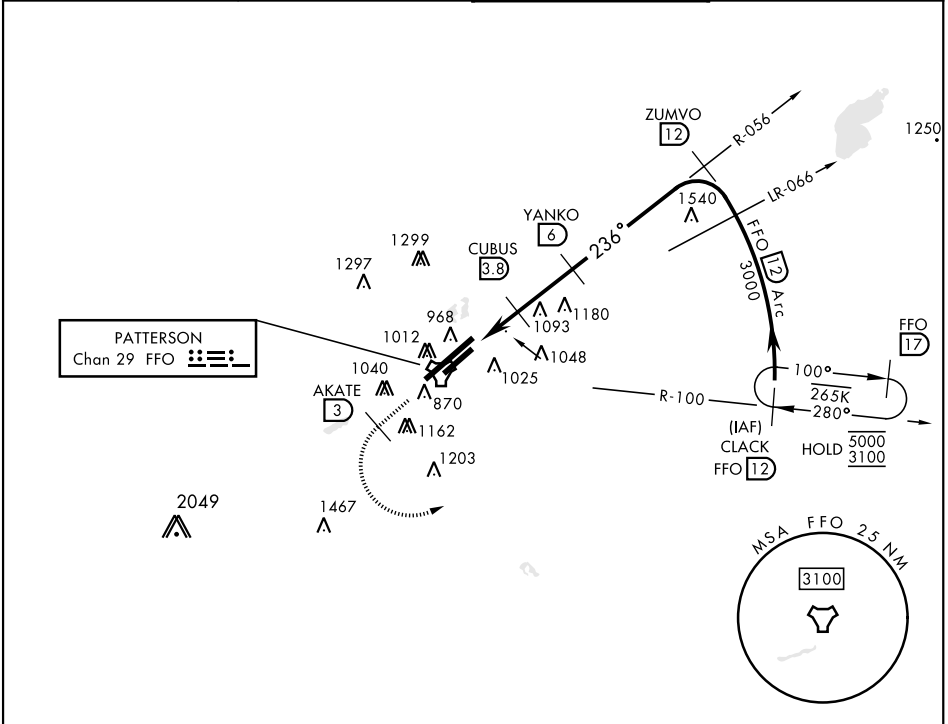 ZUMVO
12
R-056
1250
LR-066
1540
YANKO
6
236°
FFO 12 Arc
3000
CUBUS
3.8
1299
1297
1180
1093
968
1012
1048
1025
PATTERSON
Chan 29 FFO
1040
AKATE
3
870
1162
1203
R-100
FFO
17
100°
265K
280°
(IAF)
CLACK
FFO 12
HOLD 5000
3100
2049
1467
MSA FFO 25 NM
3100